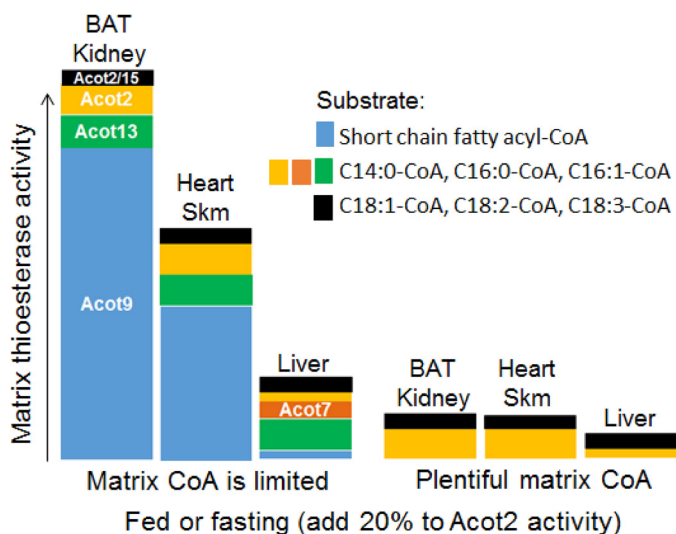 BAT
Kidney
Acot2/15
Acot2
Acot13
Acot9
Matrix thioesterase activity
Substrate:
Short chain fatty acyl-CoA
C14:0-CoA, C16:0-CoA, C16:1-CoA
C18:1-CoA, C18:2-CoA, C18:3-CoA
Heart
Skm
Liver
Acot7
BAT
Kidney
Heart
Skm
Liver
Matrix CoA is limited
Plentiful matrix CoA
Fed or fasting (add 20% to Acot2 activity)